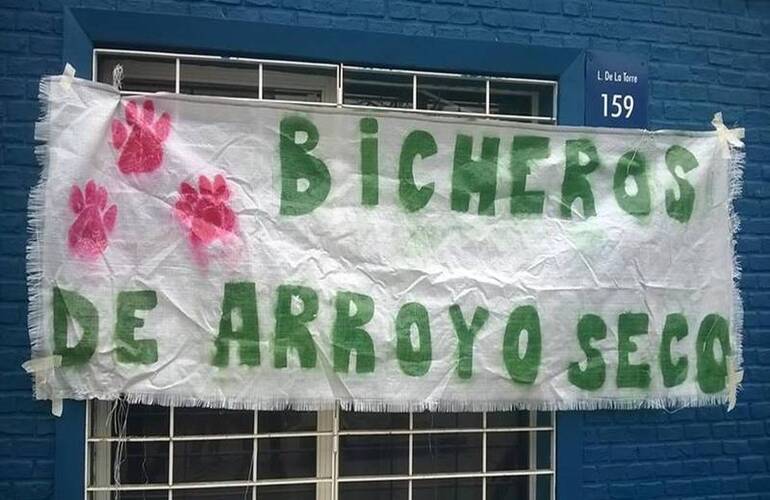 L. De La Torre
159
BiCHEROS
DE ARROYO SECO